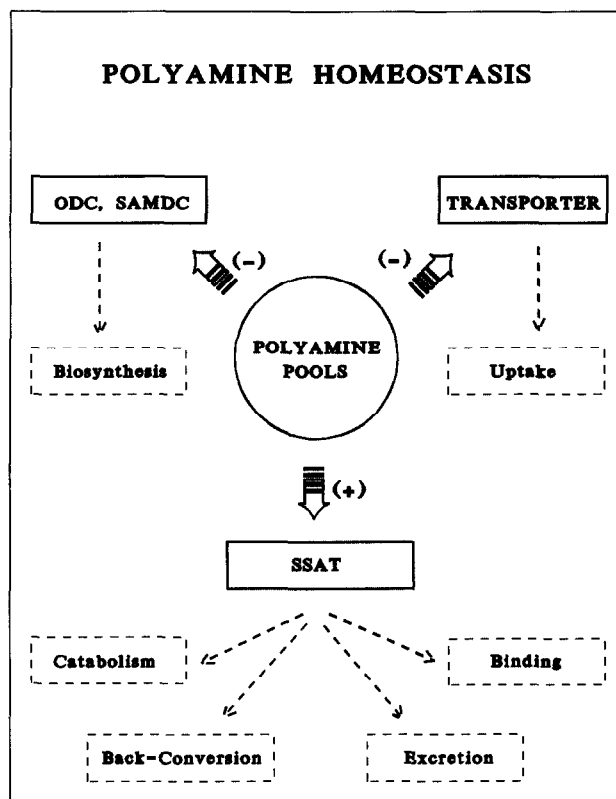 POLYAMINE HOMEOSTASIS
ODC, SAMDC
TRANSPORTER
(-)
(-)
POLYAMINE
POOLS
Biosynthesis
Uptake
(+)
SSAT
Catabolism
Binding
Back-Conversion
Excretion